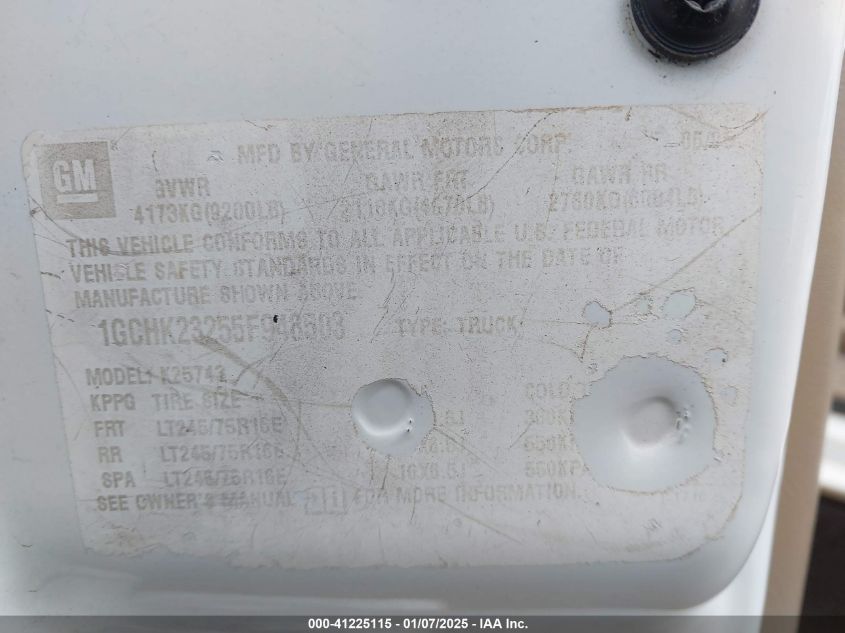 GM
MFD BY GENERAL MOTORS CORP
GVWR GAWR FRT GAWR RR
4173KG(9200LB)
THIS VEHICLE CONFORMS TO ALL APPLICABLE U.S. FEDERAL MOTOR
VEHICLE SAFETY STANDARDS IN EFFECT ON THE DATE OF
MANUFACTURE SHOWN ABOVE
TYPE: TRUCK
MODEL: K25743
KPPG TIRE SIZE COLD
FRT LT245/75R16E
RR LT245/75R16E
SPA LT245/75R16E 16X6.5J
SEE OWNER'S MANUAL FOR MORE INFORMATION.
000-41225115 - 01/07/2025 - IAA Inc.